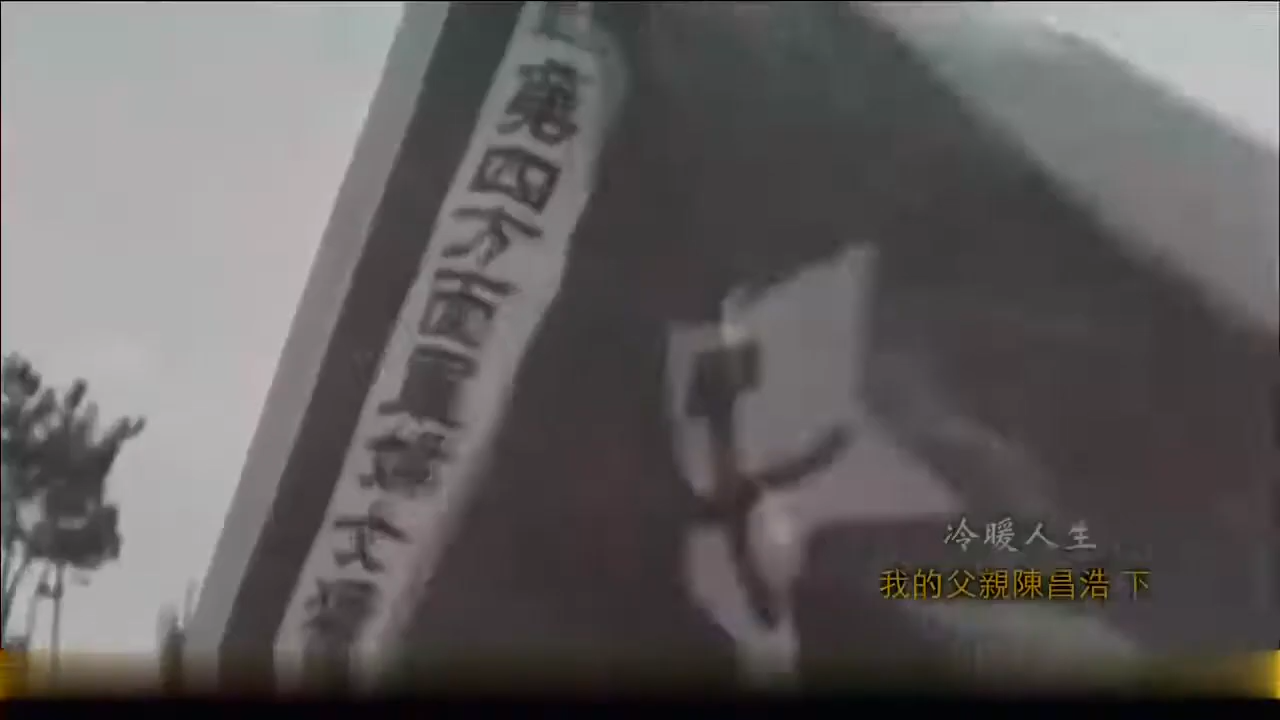 第四方面軍
冷暖人生
我的父親陳昌浩 下